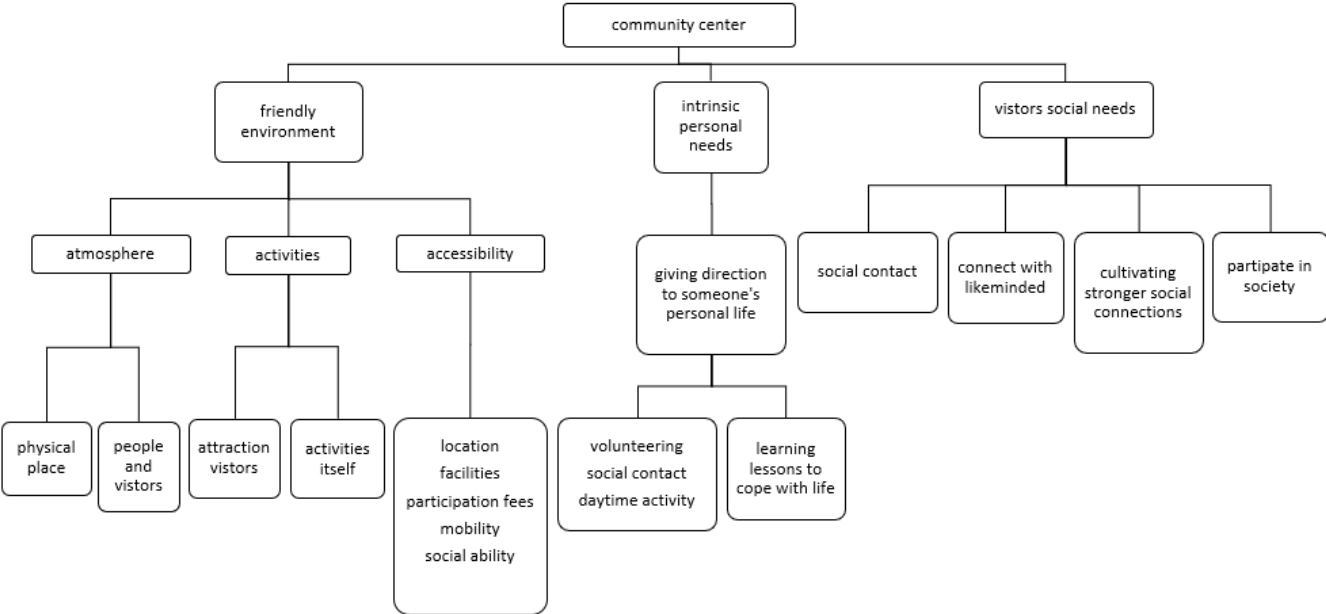 community center
friendly
environment
intrinsic
personal
needs
vistors social needs
atmosphere
activities
accessibility
giving direction
to someone's
personal life
social contact
connect with
likeminded
cultivating
stronger social
connections
partipate in
society
physical
place
people
and
vistors
attraction
vistors
activities
itself
location
facilities
participation fees
mobility
social ability
volunteering
social contact
daytime activity
learning
lessons to
cope with life